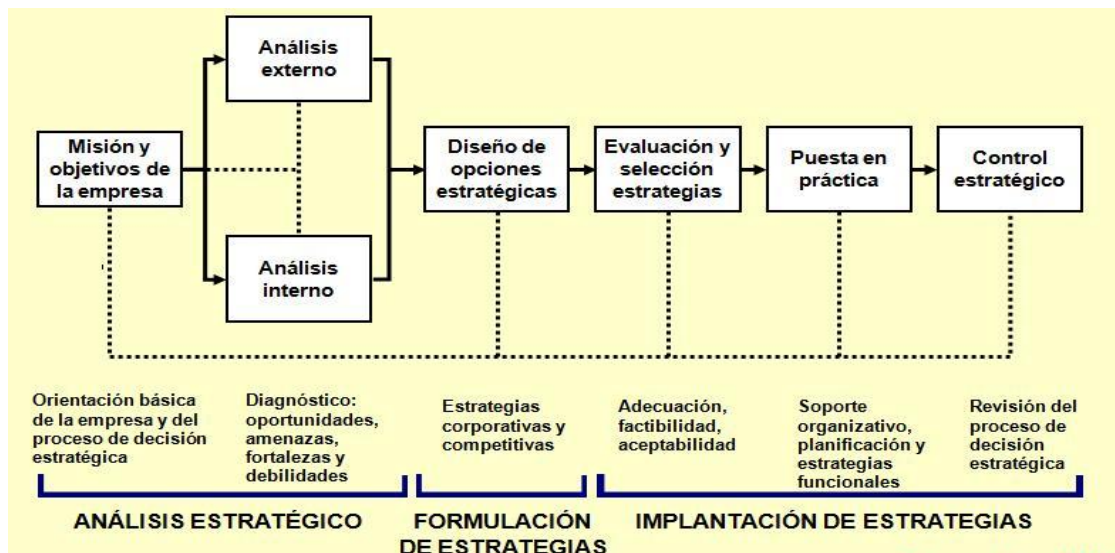 Análisis
externo
Misión y
objetivos de
la empresa
Diseño de
opciones
estratégicas
Evaluación y
selección
estrategias
Puesta en
práctica
Control
estratégico
Análisis
interno
Orientación básica
de la empresa y del
proceso de decisión
estratégica
Diagnóstico:
oportunidades,
amenazas,
fortalezas y
debilidades
Estrategias
corporativas y
competitivas
Adecuación,
factibilidad,
aceptabilidad
Soporte
organizativo,
planificación y
estrategias
funcionales
Revisión del
proceso de
decisión
estratégica
ANÁLISIS ESTRATÉGICO
FORMULACIÓN
DE ESTRATEGIAS
IMPLANTACIÓN DE ESTRATEGIAS